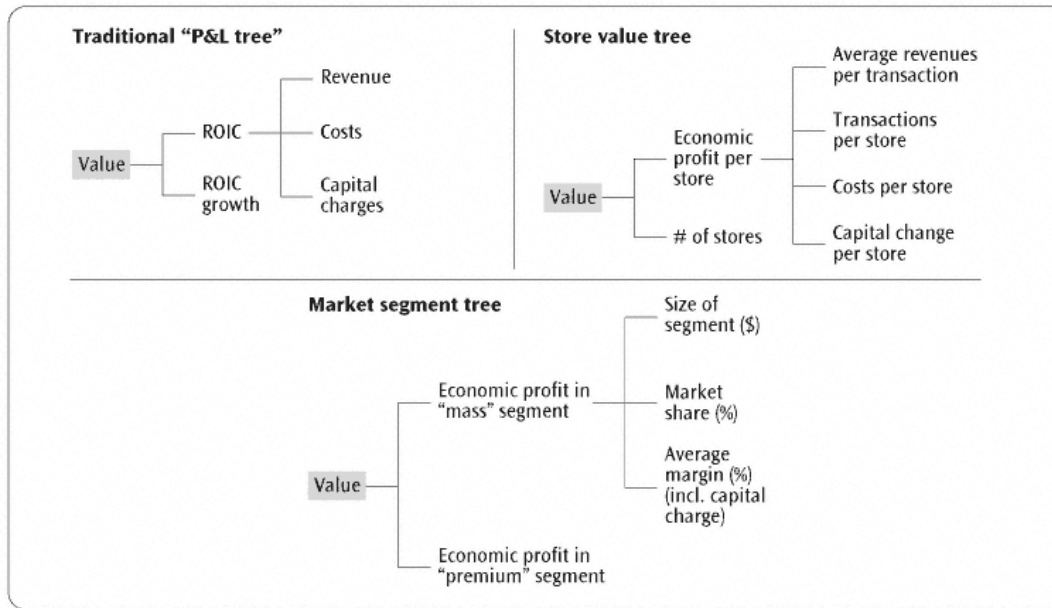 Traditional “P&L tree”
Revenue
ROIC
Costs
Value
ROIC
growth
Capital
charges
Store value tree
Average revenues
per transaction
Transactions
per store
Economic
profit per
store
Costs per store
Value
# of stores
Capital change
per store
Market segment tree
Size of
segment ($)
Economic profit in
“mass” segment
Market
share (%)
Average
margin (%)
(incl. capital
charge)
Value
Economic profit in
“premium” segment